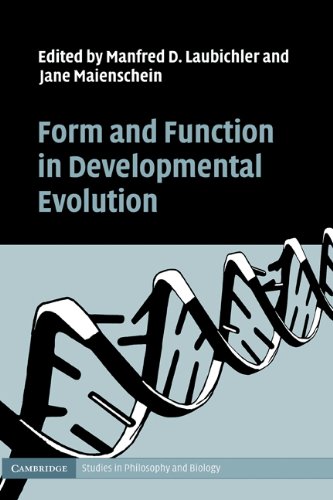 Edited by Manfred D. Laubichler and
Jane Maienschein
Form and Function
in Developmental
Evolution
CAMBRIDGE Studies in Philosophy and Biology